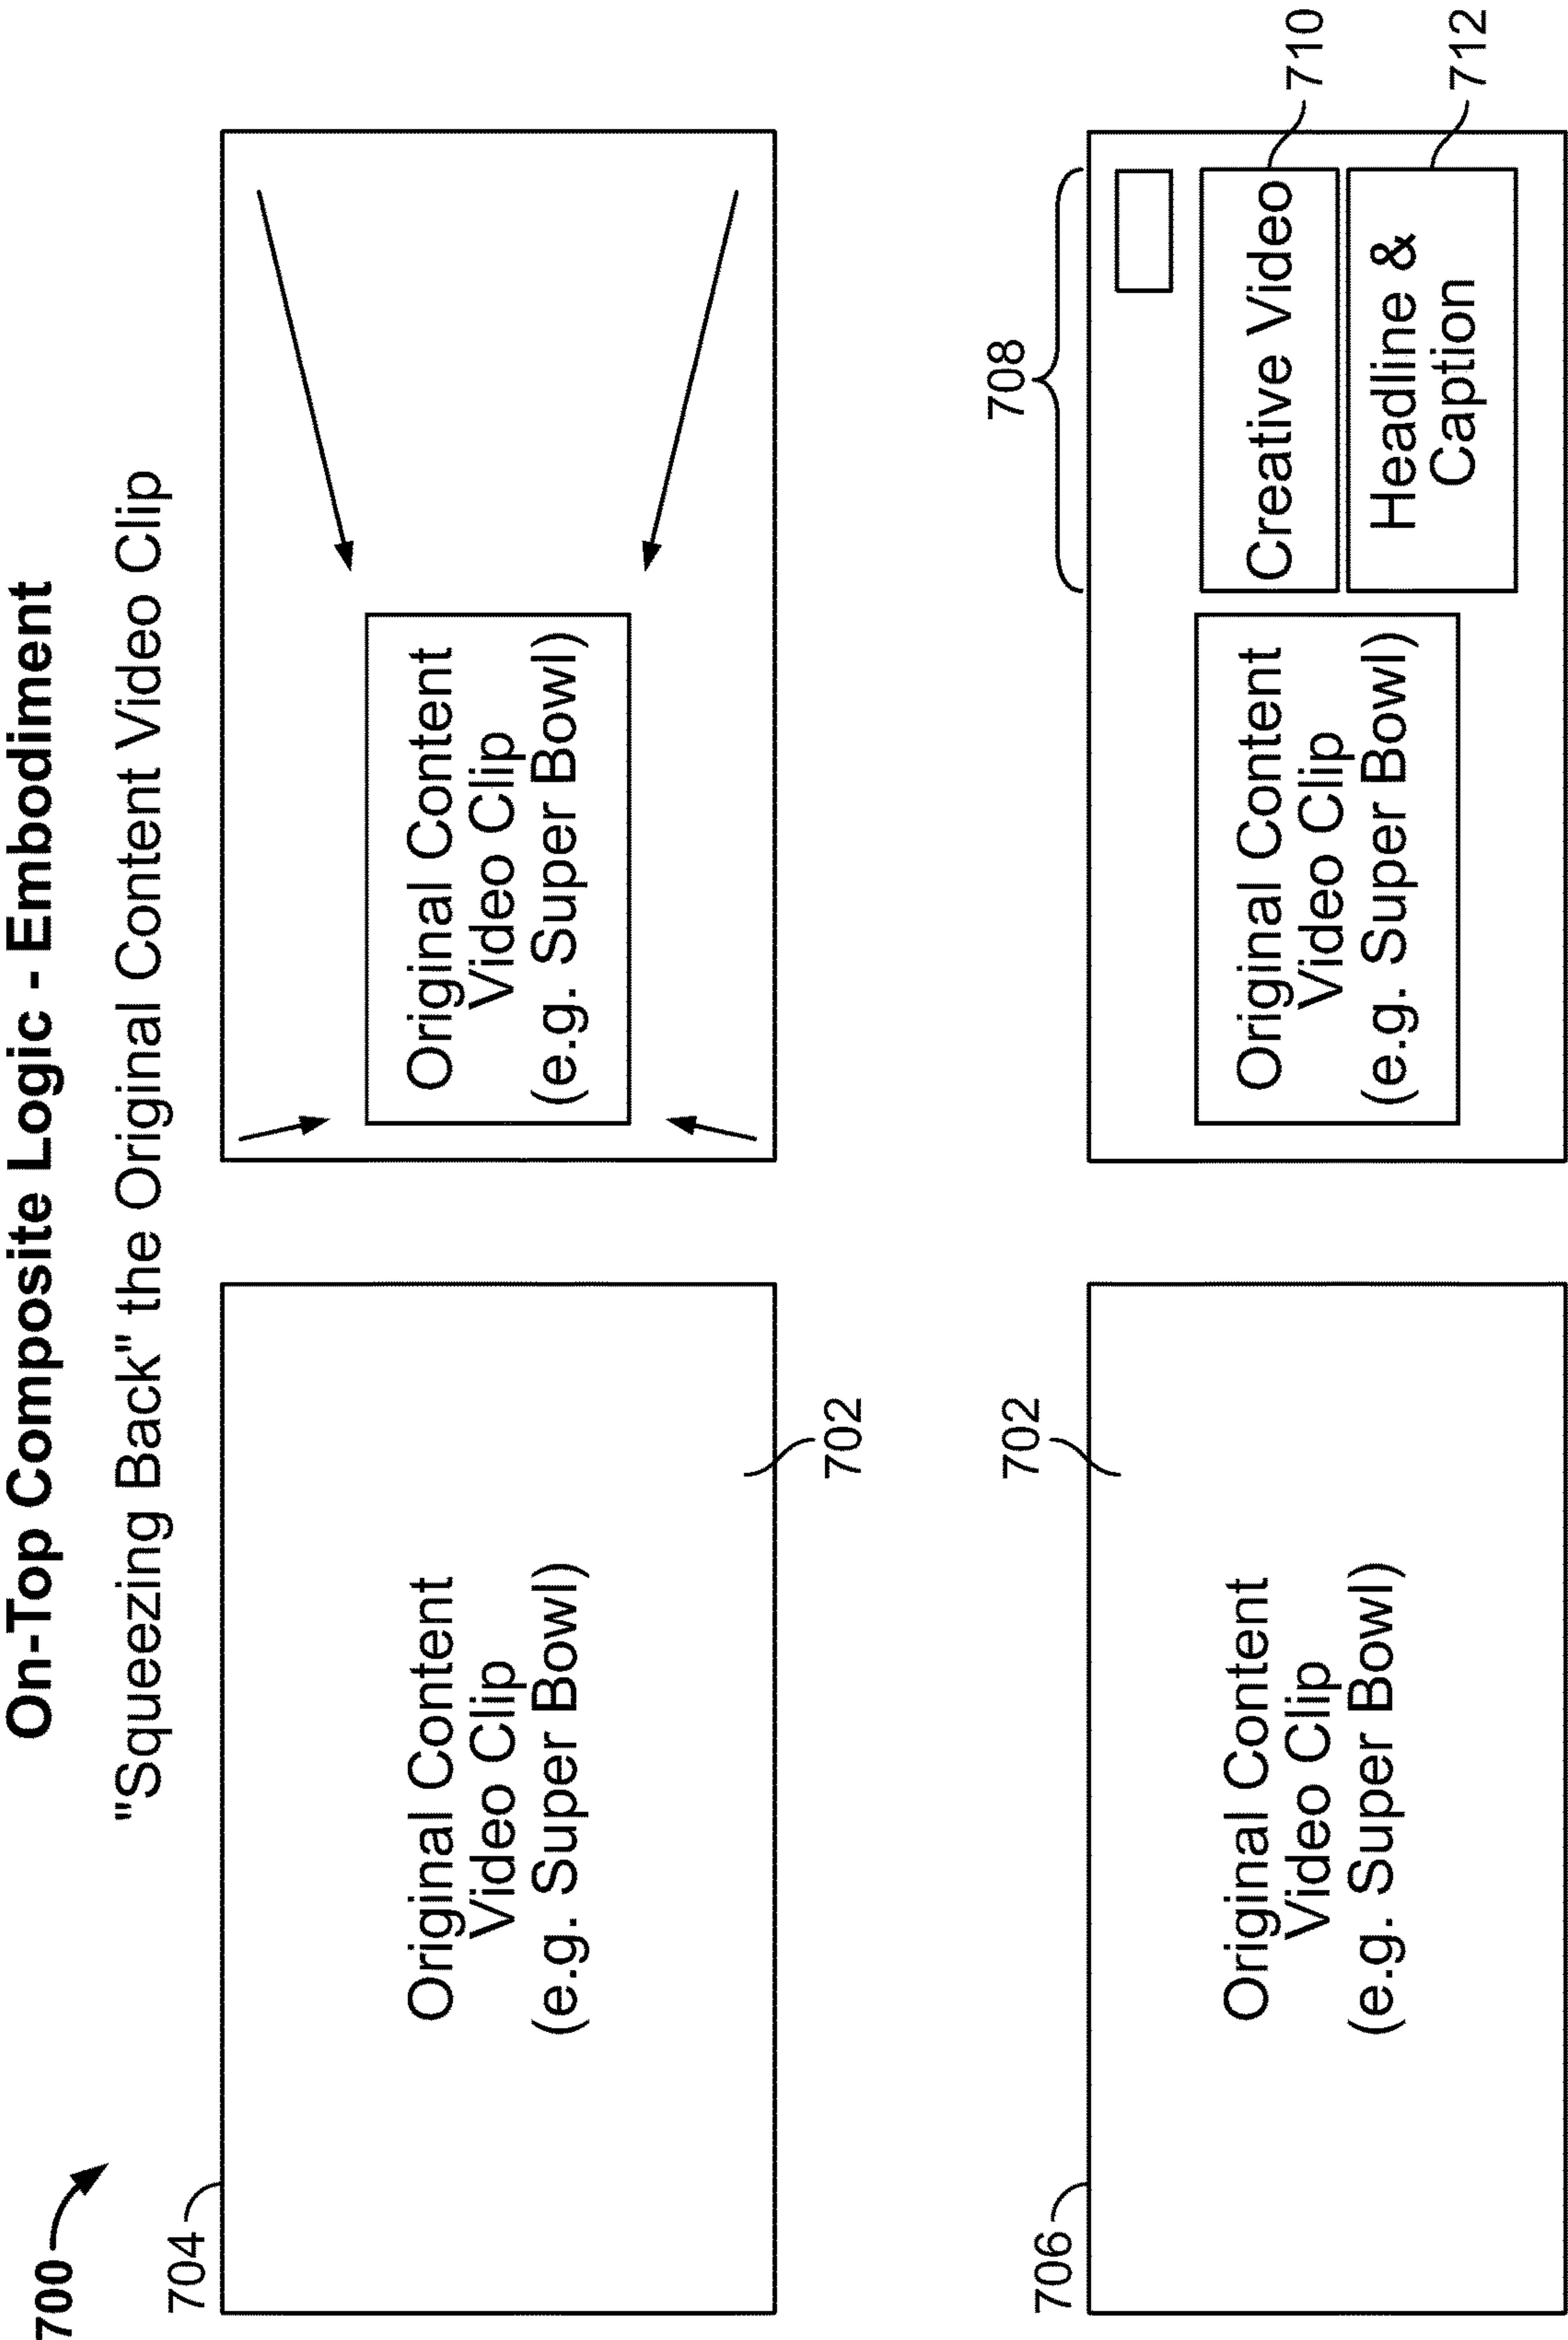 On-Top Composite Logic - Embodiment
700
"Squeezing Back" the Original Content Video Clip
704
Original Content
Video Clip
(e.g. Super Bowl)
702
Original Content
Video Clip
(e.g. Super Bowl)
706
702
Original Content
Video Clip
(e.g. Super Bowl)
708
Original Content
Video Clip
(e.g. Super Bowl)
Creative Video
710
Headline &
Caption
712